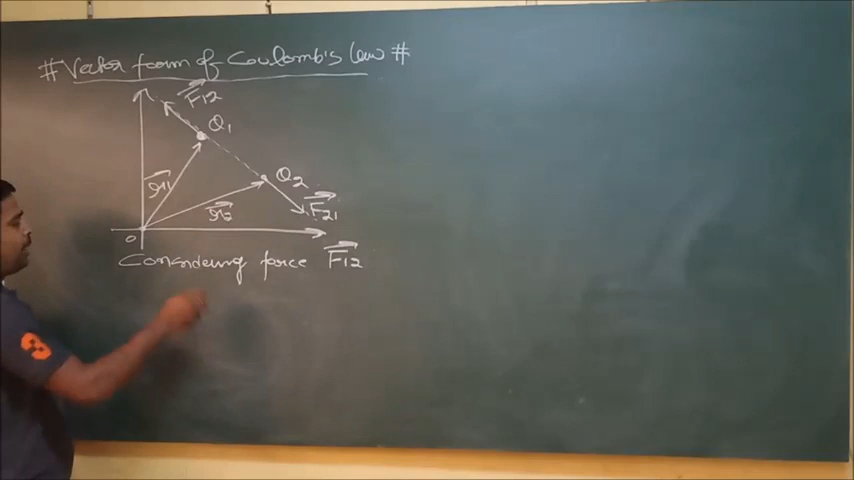 # Vector form of Coulomb's law #
F12
Q1
r1
Q2
r2
F21
O
Considering force F12